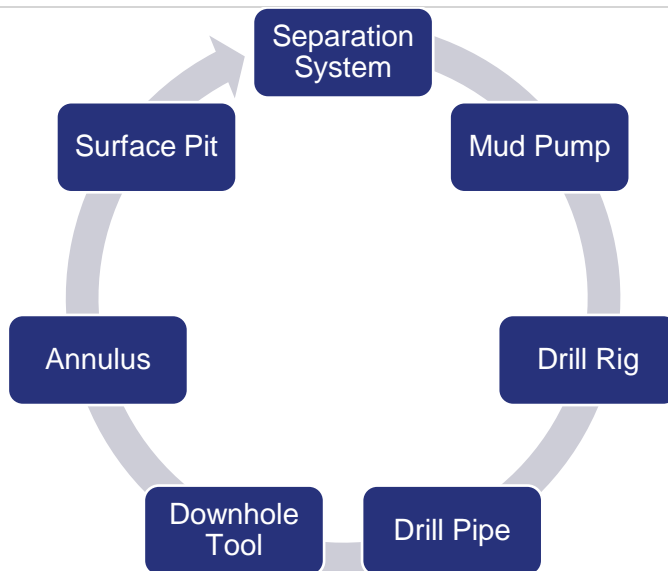 Separation
System
Mud Pump
Drill Rig
Drill Pipe
Downhole
Tool
Annulus
Surface Pit